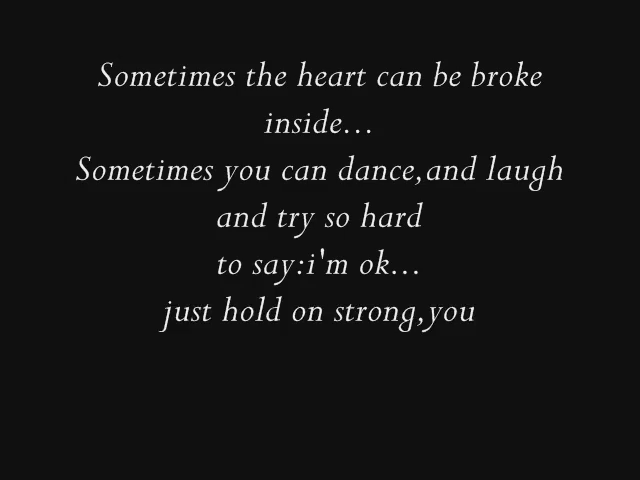 Sometimes the heart can be broke
inside...
Sometimes you can dance,and laugh
and try so hard
to say:i'm ok...
just hold on strong,you